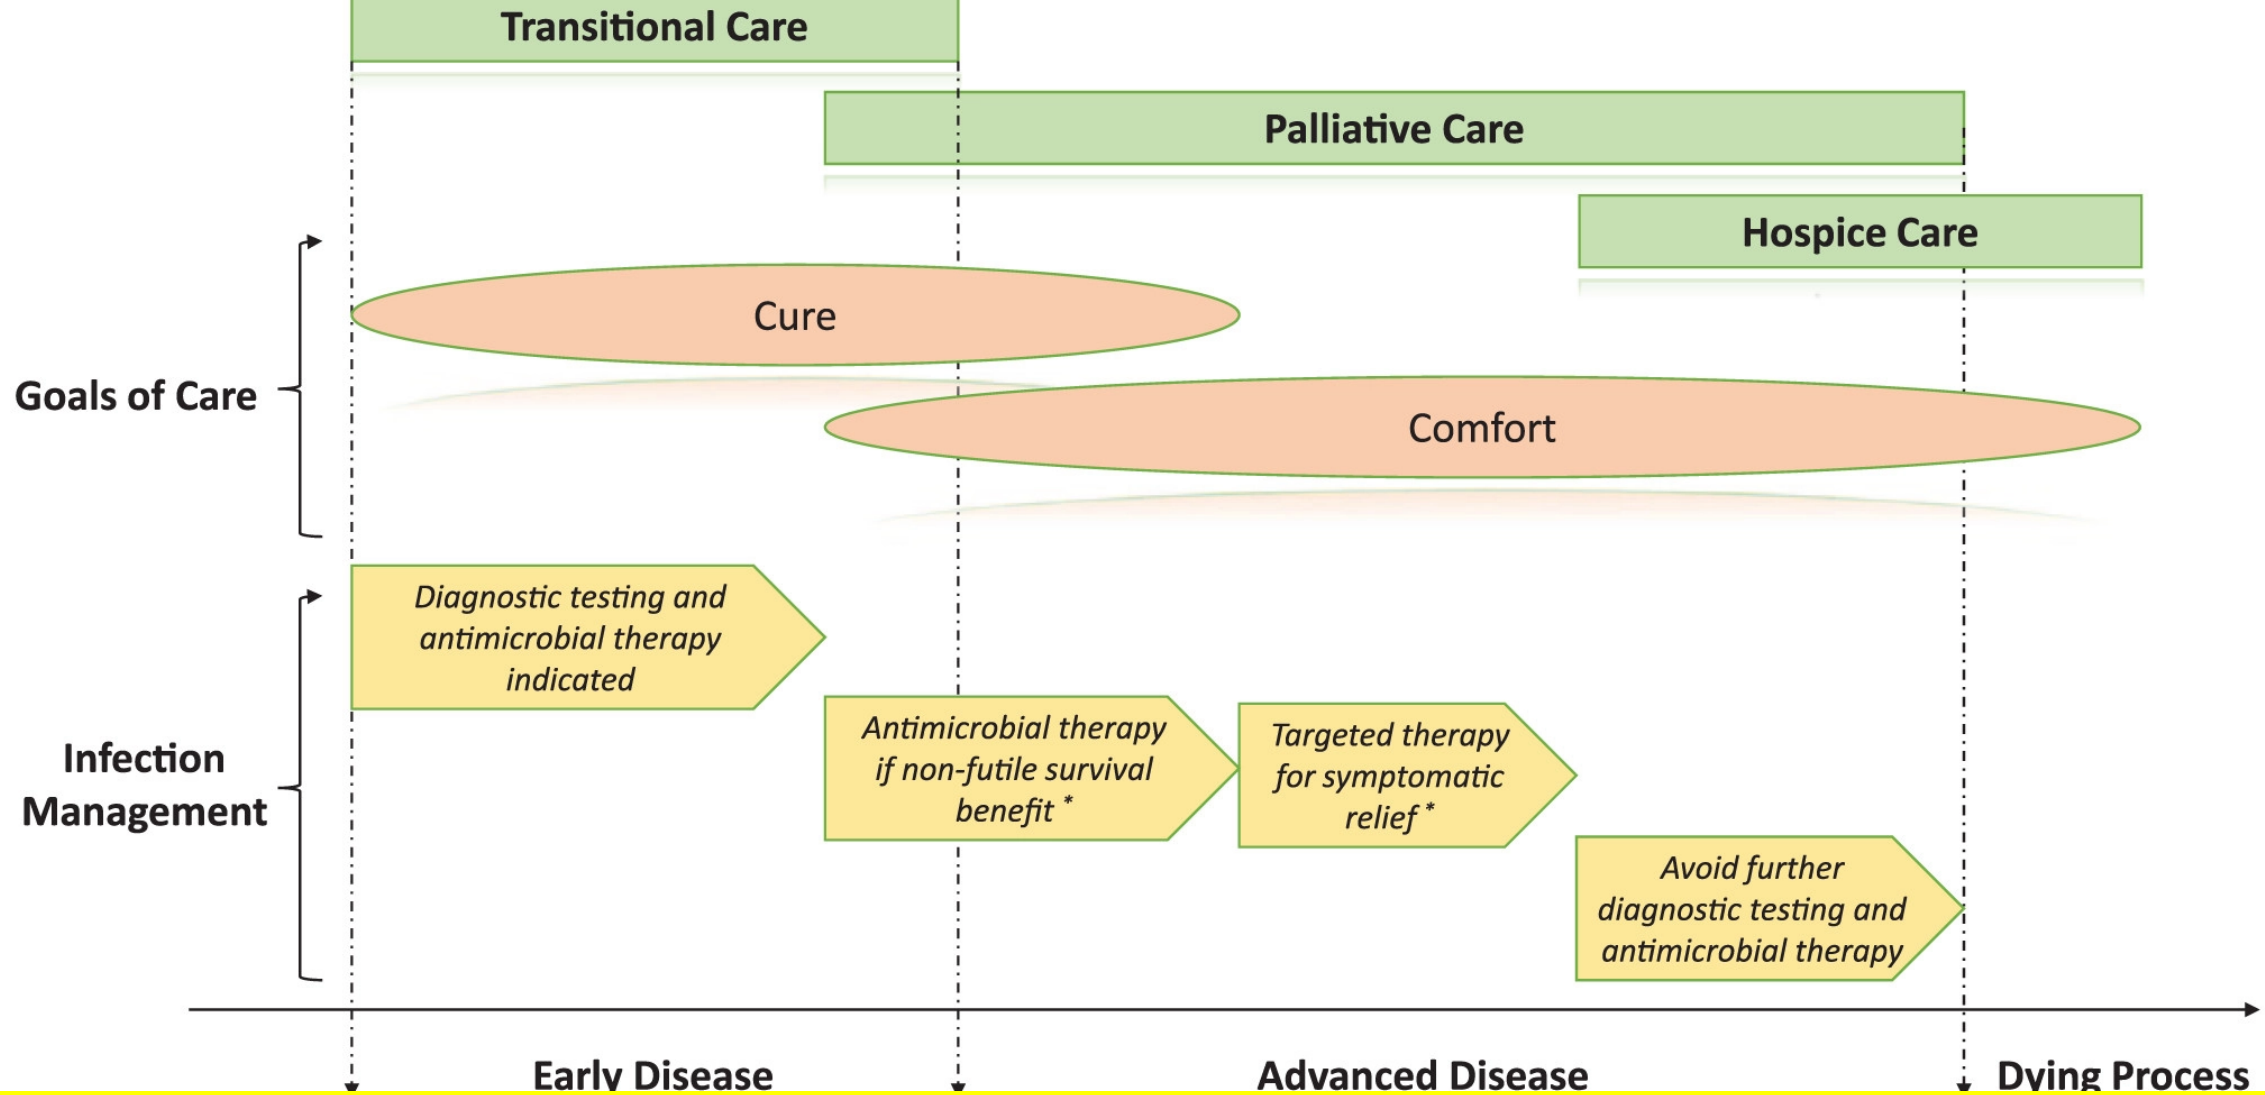 Transitional Care
Palliative Care
Hospice Care
Goals of Care
Cure
Comfort
Infection
Management
Diagnostic testing and
antimicrobial therapy
indicated
Antimicrobial therapy
if non-futile survival
benefit *
Targeted therapy
for symptomatic
relief *
Avoid further
diagnostic testing and
antimicrobial therapy
Early Disease
Advanced Disease
Dying Process